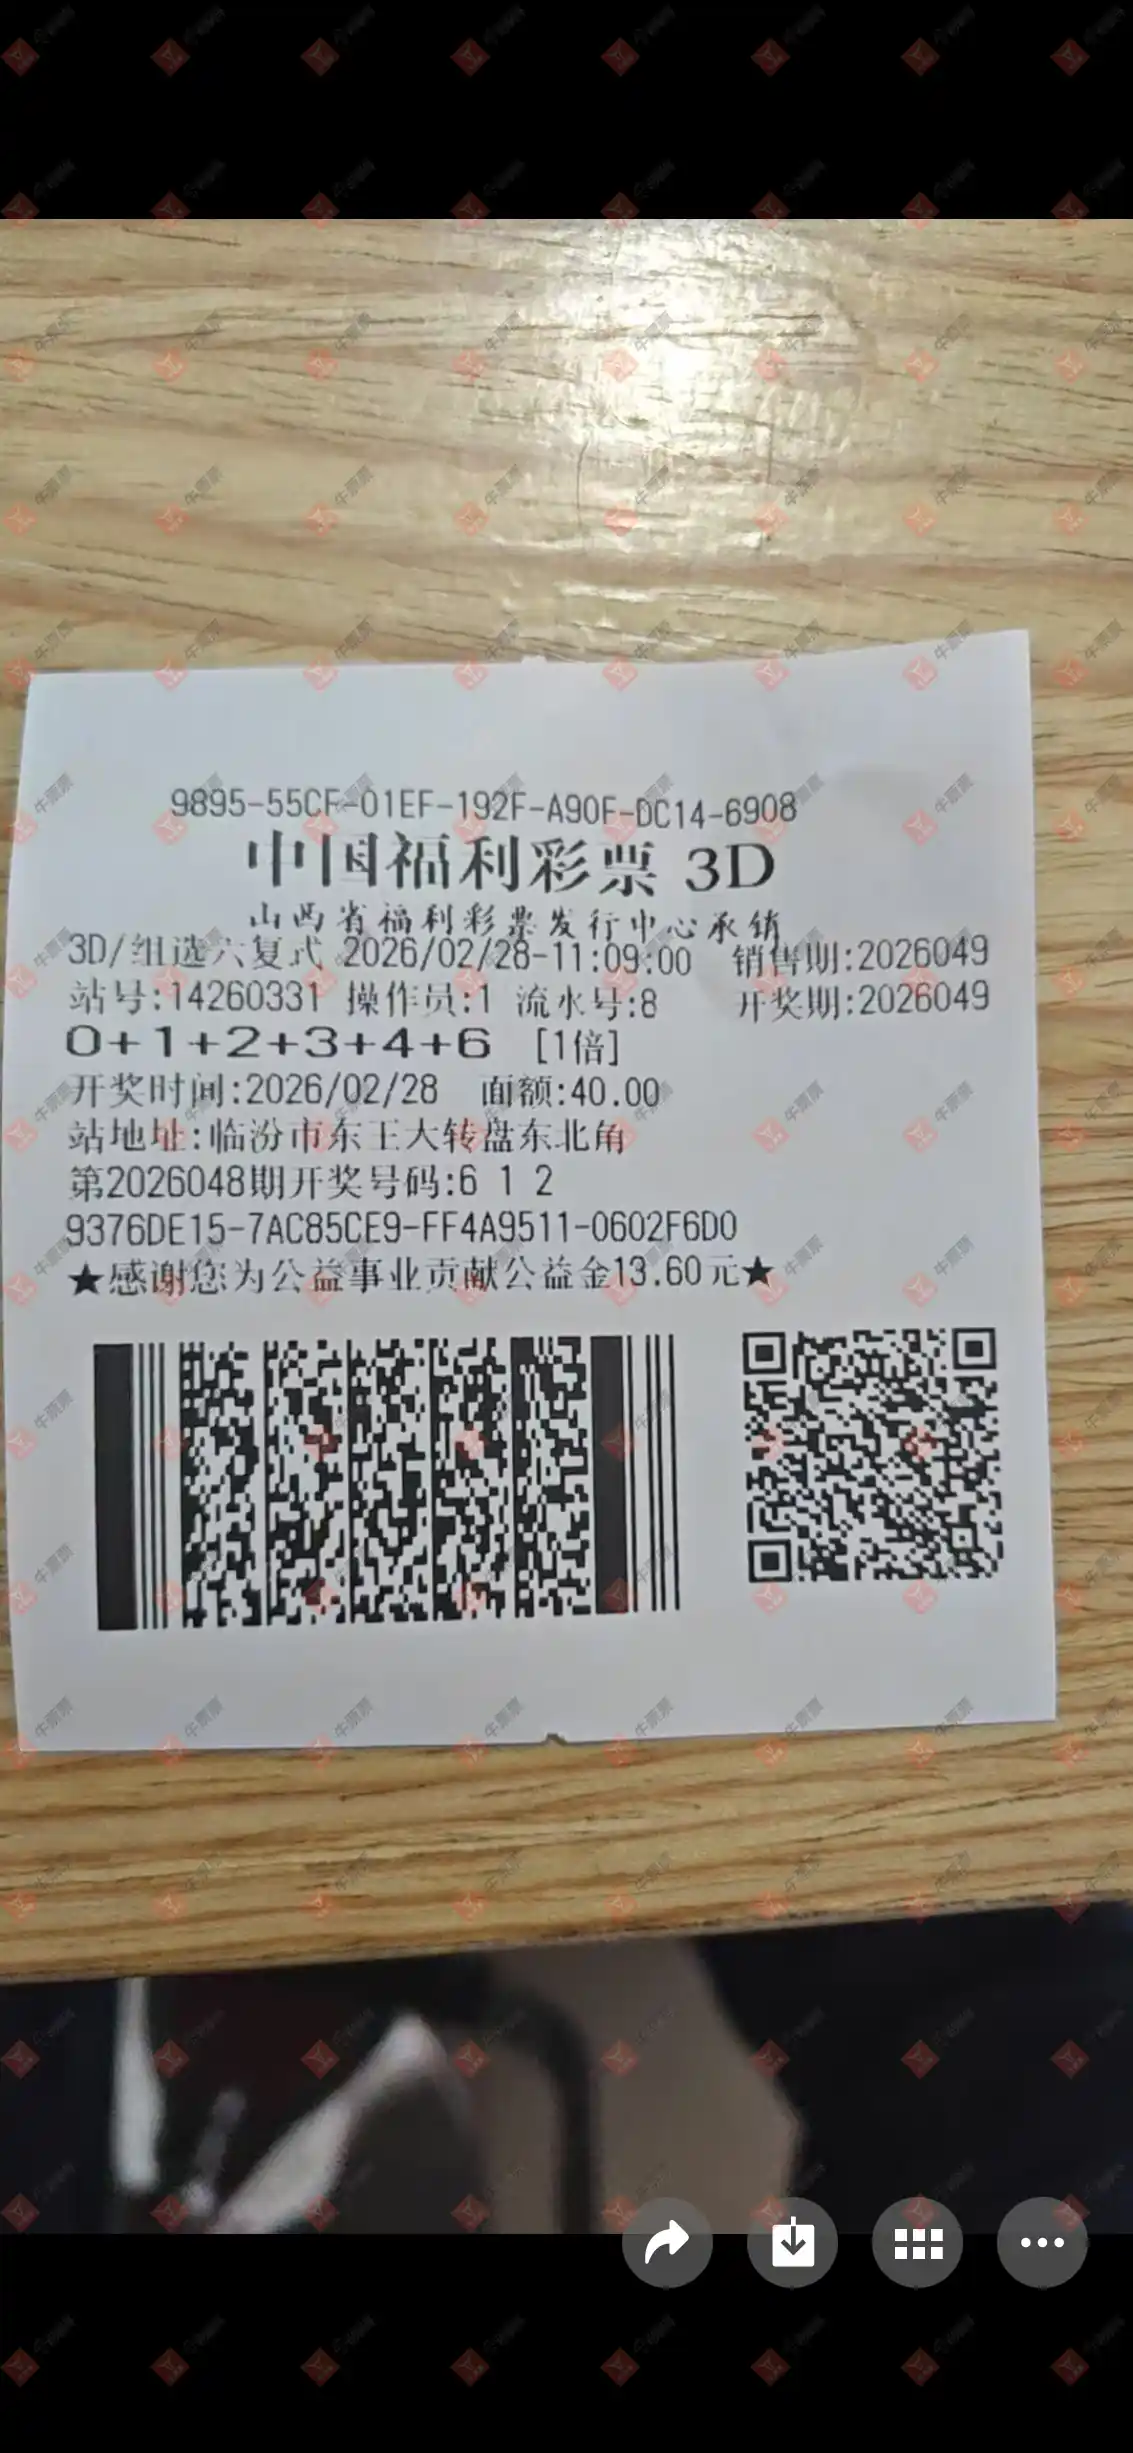 9895-55CF-01EF-192F-A90F-DC14-6908
中国福利彩票 3D
山西省福利彩票发行中心承销
3D/组选六复式 2026/02/28-11:09:00 销售期:2026049
站号:14260331 操作员:1 流水号:8 开奖期:2026049
0+1+2+3+4+6 [1倍]
开奖时间:2026/02/28 面额:40.00
站地址:临汾市东王大转盘东北角
第2026048期开奖号码:6 1 2
9376DE15-7AC85CE9-FF4A9511-0602F6D0
★感谢您为公益事业贡献公益金13.60元★
牛票票